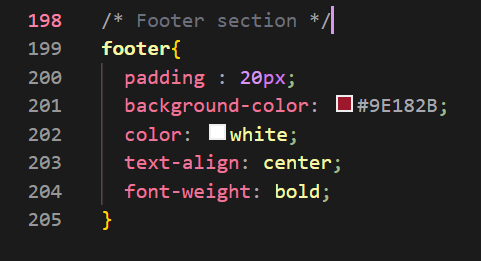 198 /* Footer section */
199 footer{
200 padding : 20px;
201 background-color: #9E182B;
202 color: white;
203 text-align: center;
204 font-weight: bold;
205 }